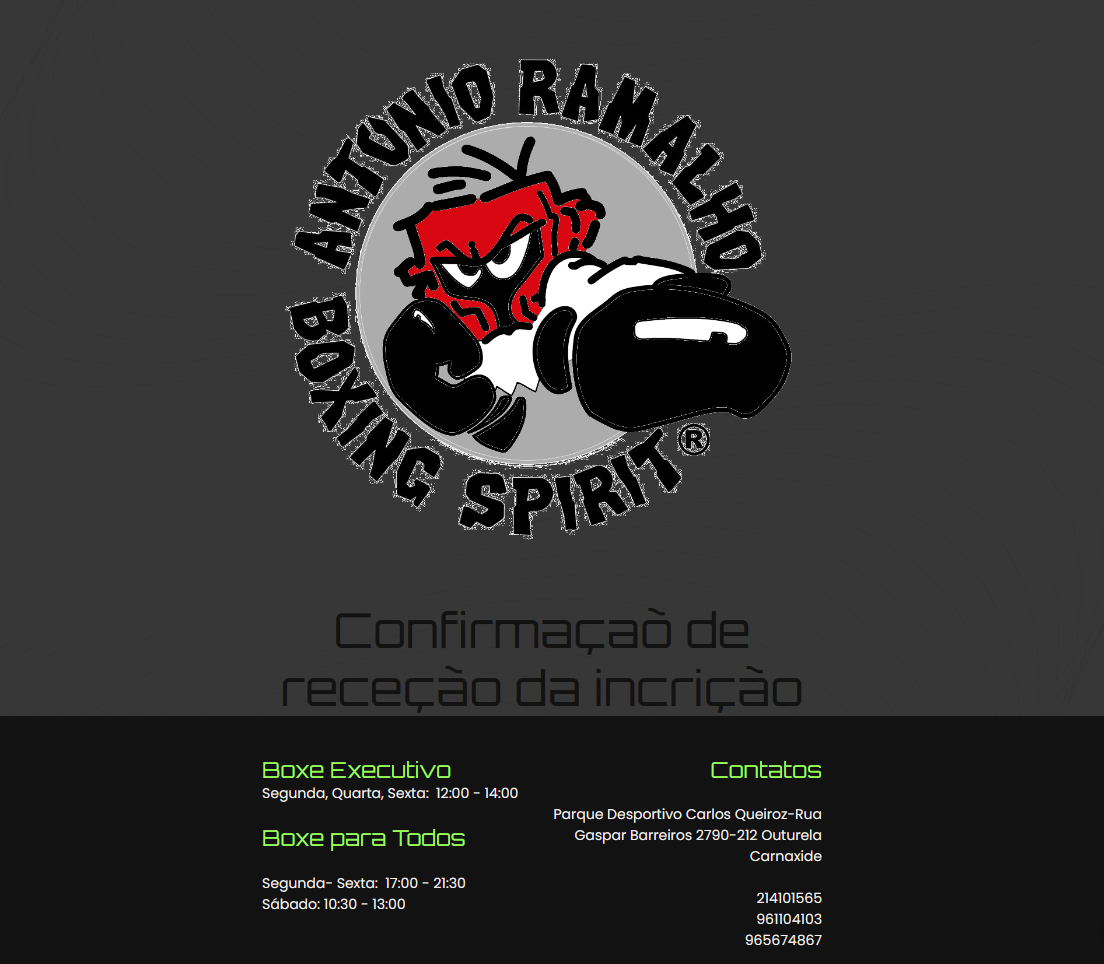 ANTONIO RAMALHO
BOXING SPIRIT ®
Confirmaçaò de
receção da incrição
Boxe Executivo
Segunda, Quarta, Sexta: 12:00 - 14:00
Boxe para Todos
Segunda- Sexta: 17:00 - 21:30
Sábado: 10:30 - 13:00
Contatos
Parque Desportivo Carlos Queiroz-Rua
Gaspar Barreiros 2790-212 Outurela
Carnaxide
214101565
961104103
965674867